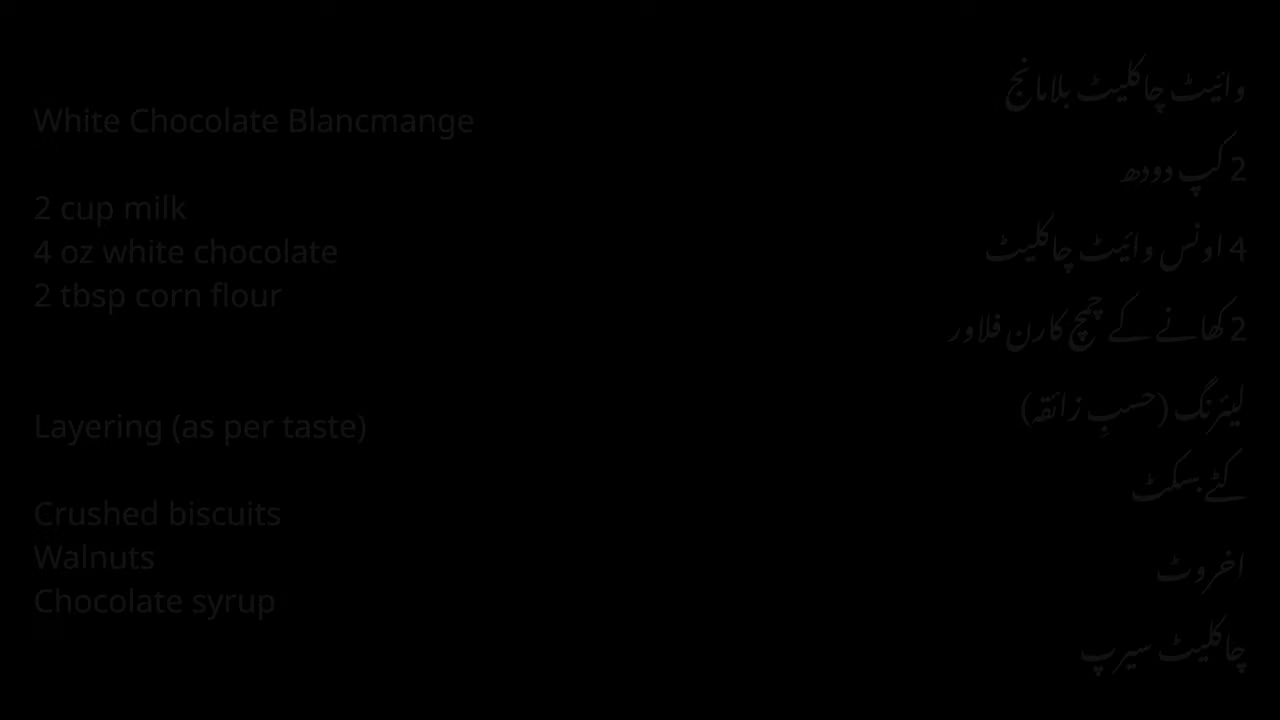 White Chocolate Blancmange
2 cup milk
4 oz white chocolate
2 tbsp corn flour
Layering (as per taste)
Crushed biscuits
Walnuts
Chocolate syrup
وائیٹ چاکلیٹ بلامانج
2 کپ دودھ
4 اونس وائیٹ چاکلیٹ
2 کھانے کے چمچ کارن فلاور
لیئرنگ (حسبِ زائقہ)
کٹے بسکٹ
اخروٹ
چاکلیٹ سیرپ